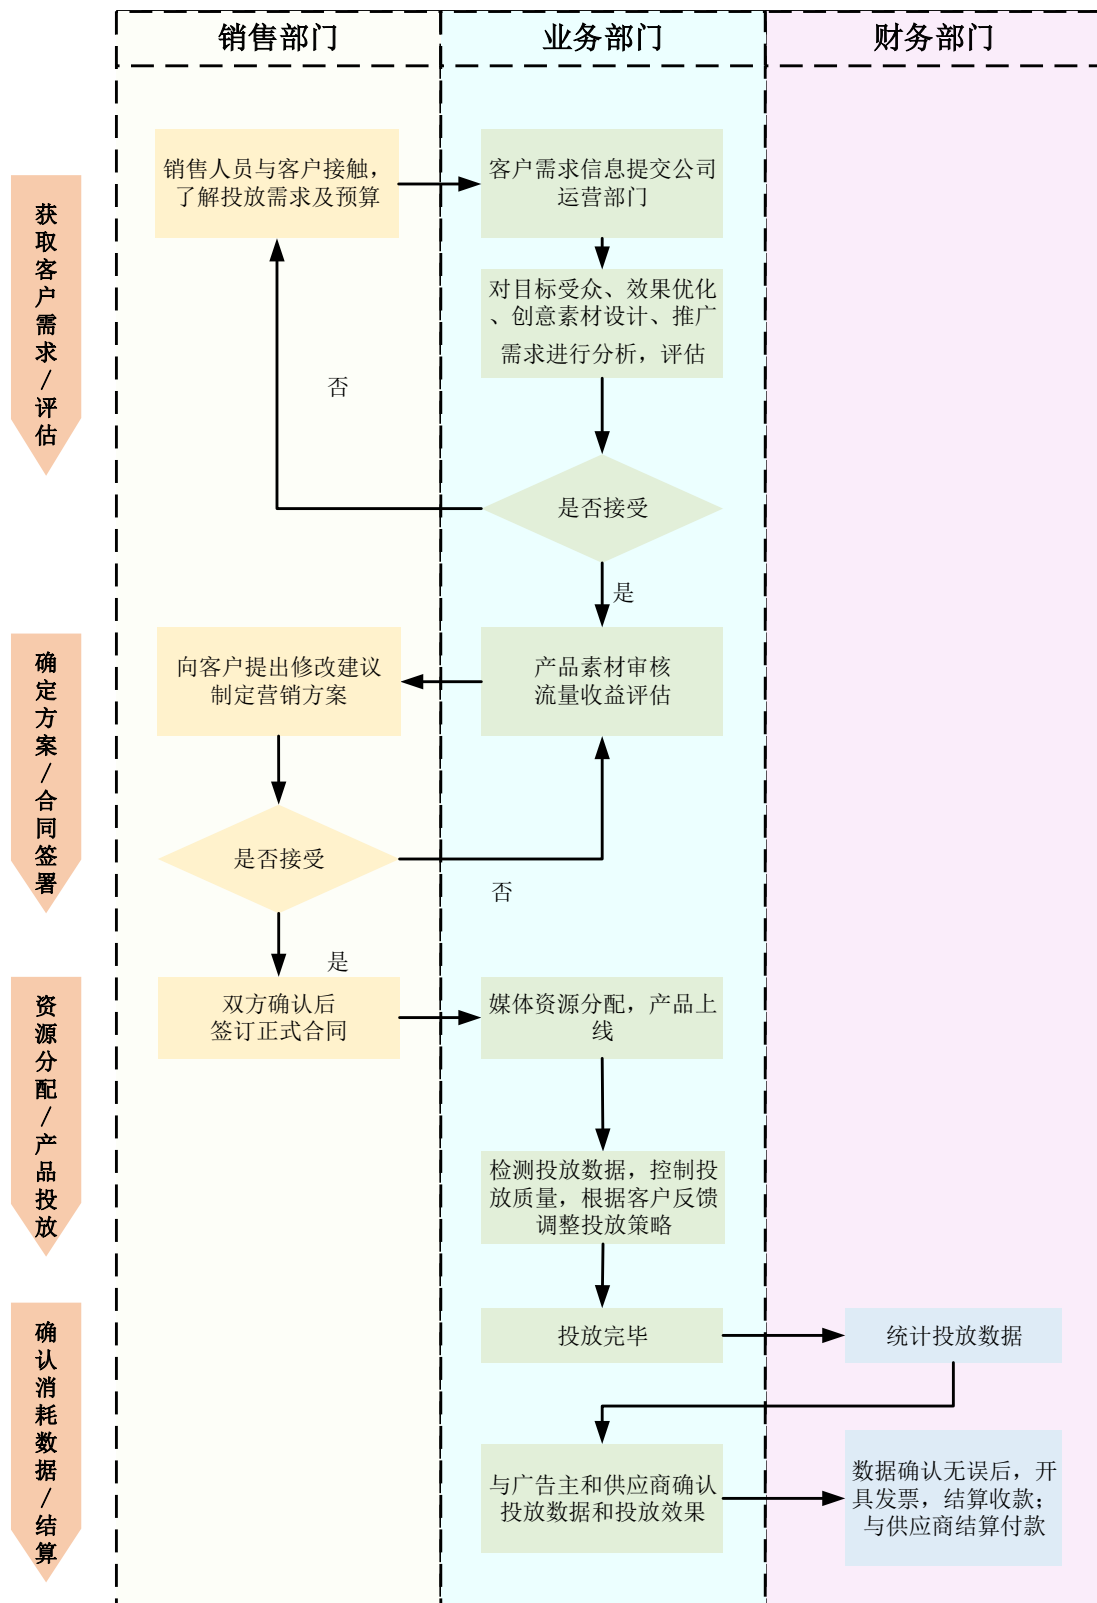 销售部门
业务部门
财务部门
获取客户需求/评估
销售人员与客户接触，
了解投放需求及预算
客户需求信息提交公司
运营部门
对目标受众、效果优化
、创意素材设计、推广
需求进行分析，评估
否
是否接受
是
确定方案/合同签署
向客户提出修改建议
制定营销方案
产品素材审核
流量收益评估
是否接受
否
是
资源分配/产品投放
双方确认后
签订正式合同
媒体资源分配，产品上
线
检测投放数据，控制投
放质量，根据客户反馈
调整投放策略
确认消耗数据/结算
投放完毕
统计投放数据
与广告主和供应商确认
投放数据和投放效果
数据确认无误后，开
具发票，结算收款；
与供应商结算付款